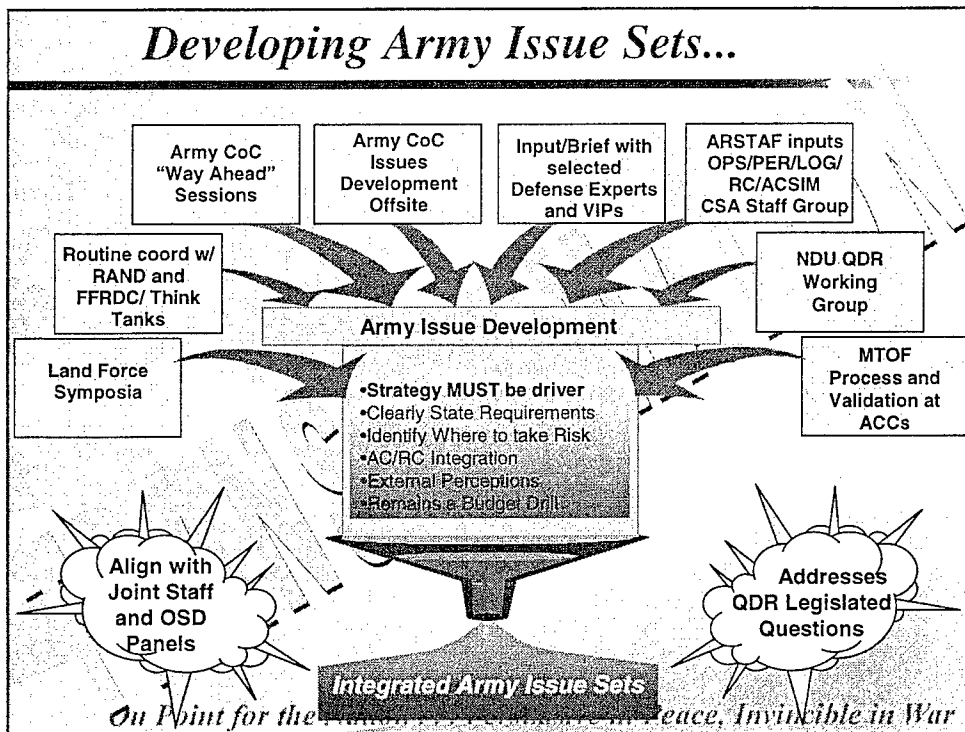 Developing Army Issue Sets...
Army CoC
"Way Ahead"
Sessions
Army CoC
Issues
Development
Offsite
Input/Brief with
selected
Defense Experts
and VIPs
ARSTAF inputs
OPS/PER/LOG/
RC/ACSIM
CSA Staff Group
Routine coord w/
RAND and
FFRDC/ Think
Tanks
NDU QDR
Working
Group
Army Issue Development
Land Force
Symposia
MTOF
Process and
Validation at
ACCs
•Strategy MUST be driver
•Clearly State Requirements
•Identify Where to take Risk
•AC/RC Integration
•External Perceptions
•Remains a Budget Drill
Align with
Joint Staff
and OSD
Panels
Addresses
QDR Legislated
Questions
Integrated Army Issue Sets
On Point for the in Peace, Invincible in War